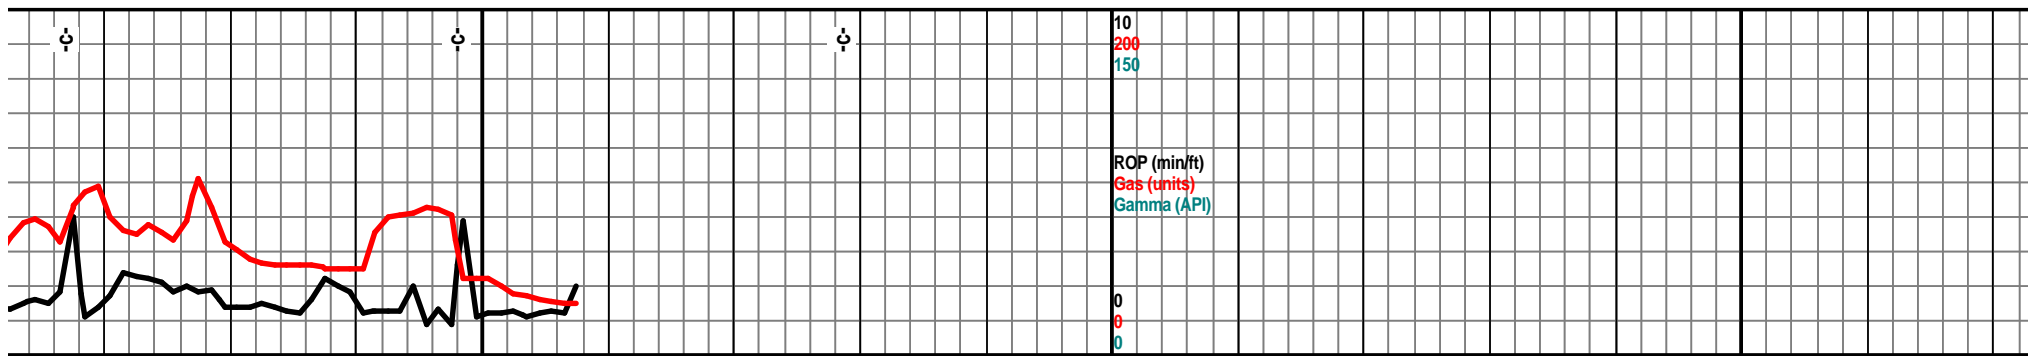 -C-
-C-
-C-
10
200
150
ROP (min/ft)
Gas (units)
Gamma (API)
0
0
0